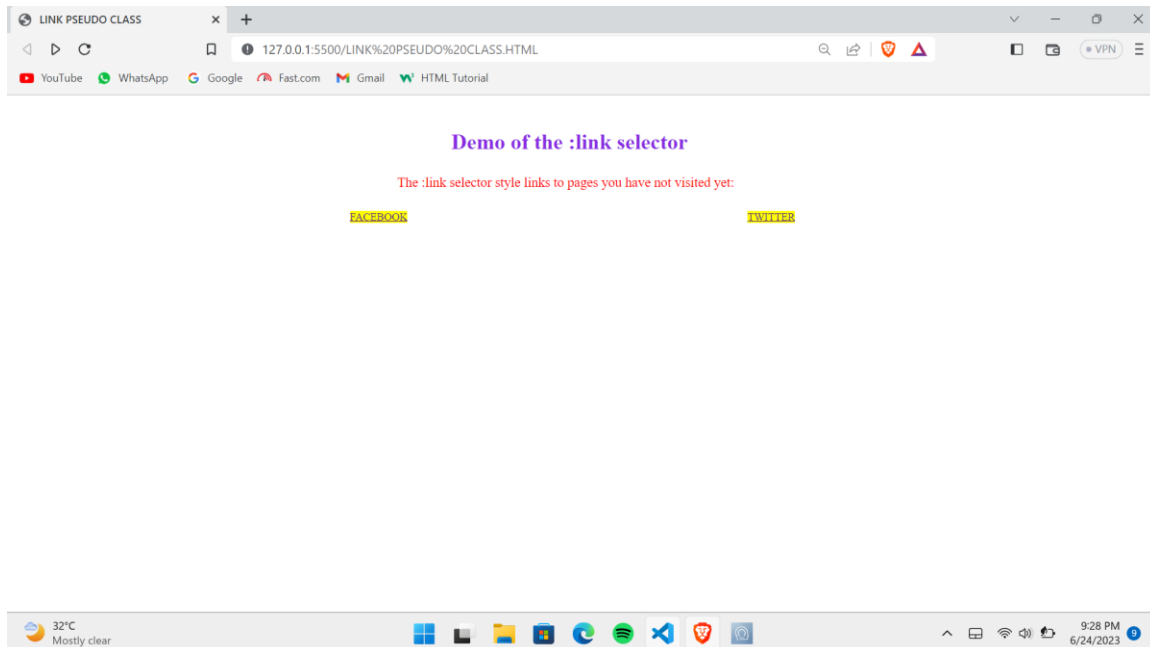 LINK PSEUDO CLASS
127.0.0.1:5500/LINK%20PSEUDO%20CLASS.HTML
VPN
YouTube WhatsApp Google Fast.com Gmail HTML Tutorial
Demo of the :link selector
The :link selector style links to pages you have not visited yet:
FACEBOOK TWITTER
32°C
Mostly clear
9:28 PM
6/24/2023
9